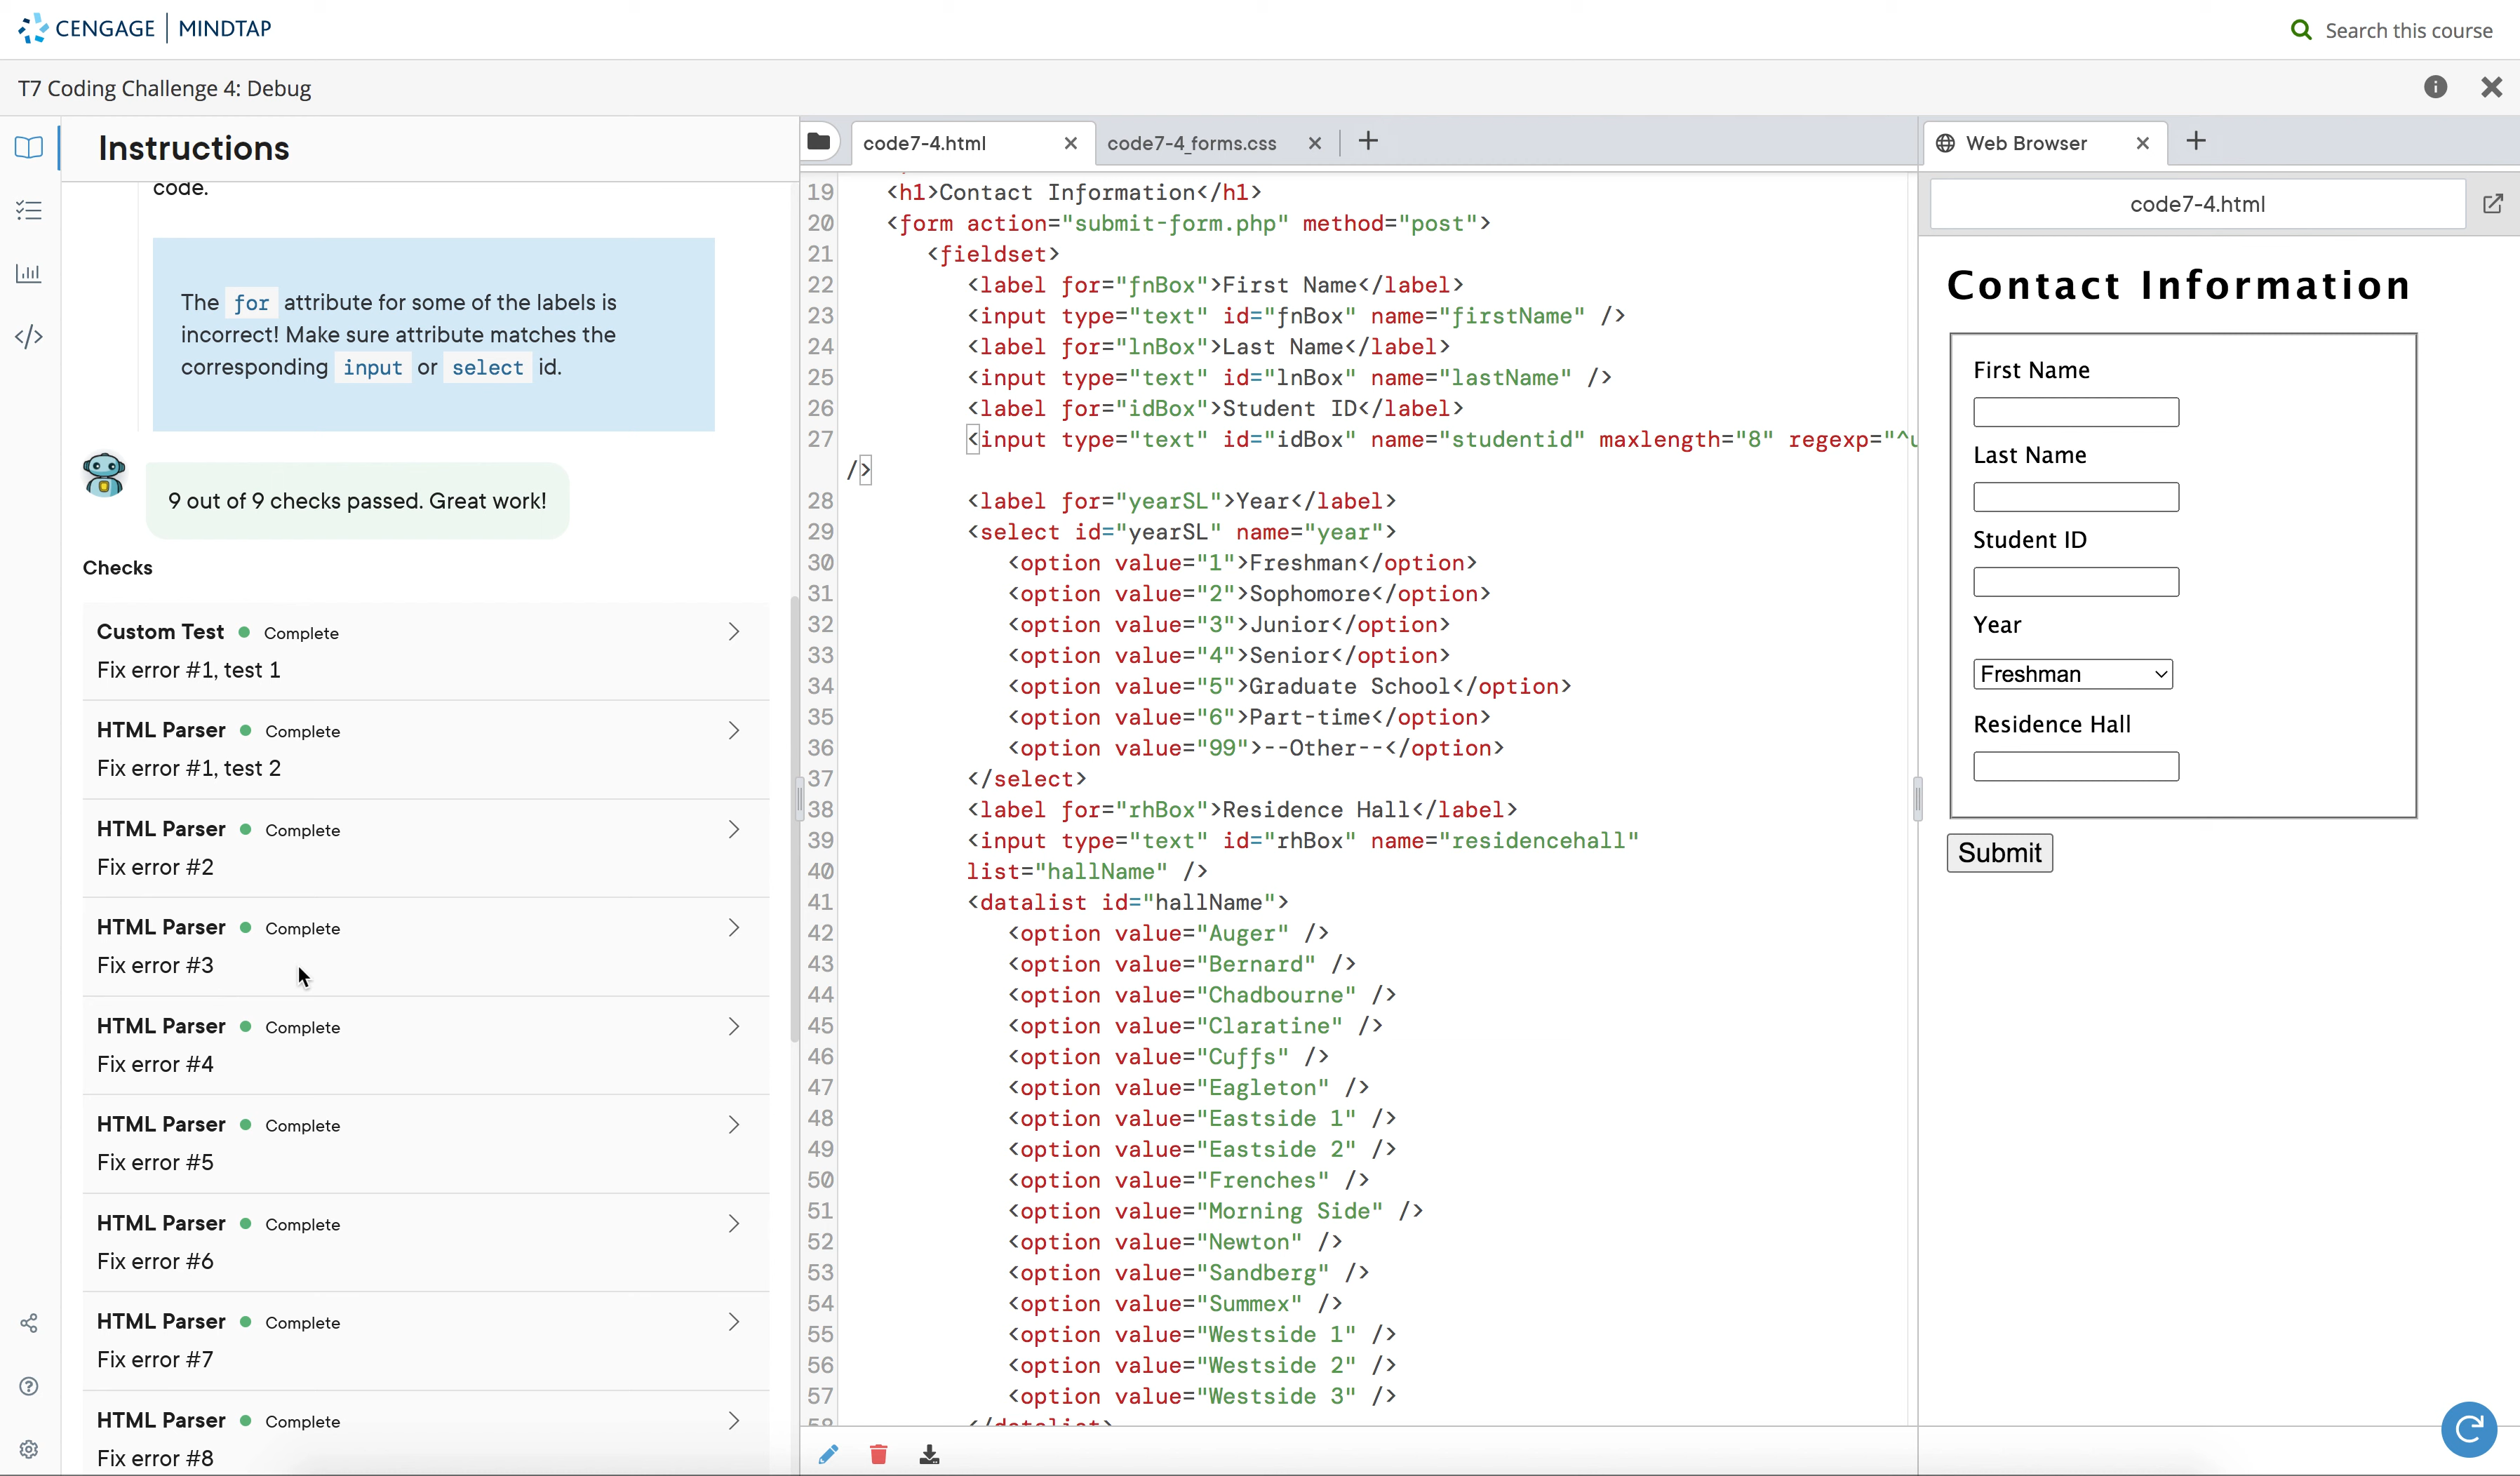 CENGAGE | MINDTAP
Search this course
T7 Coding Challenge 4: Debug
Instructions
code.
The for attribute for some of the labels is
incorrect! Make sure attribute matches the
corresponding input or select id.
9 out of 9 checks passed. Great work!
Checks
Custom Test Complete
Fix error #1, test 1
HTML Parser Complete
Fix error #1, test 2
HTML Parser Complete
Fix error #2
HTML Parser Complete
Fix error #3
HTML Parser Complete
Fix error #4
HTML Parser Complete
Fix error #5
HTML Parser Complete
Fix error #6
HTML Parser Complete
Fix error #7
HTML Parser Complete
Fix error #8
code7-4.html
code7-4_forms.css
19 <h1>Contact Information</h1>
20 <form action="submit-form.php" method="post">
21 <fieldset>
22 <label for="fnBox">First Name</label>
23 <input type="text" id="fnBox" name="firstName" />
24 <label for="lnBox">Last Name</label>
25 <input type="text" id="lnBox" name="lastName" />
26 <label for="idBox">Student ID</label>
27 <input type="text" id="idBox" name="studentid" maxlength="8" regexp="^
/>
28 <label for="yearSL">Year</label>
29 <select id="yearSL" name="year">
30 <option value="1">Freshman</option>
31 <option value="2">Sophomore</option>
32 <option value="3">Junior</option>
33 <option value="4">Senior</option>
34 <option value="5">Graduate School</option>
35 <option value="6">Part-time</option>
36 <option value="99">--Other--</option>
37 </select>
38 <label for="rhBox">Residence Hall</label>
39 <input type="text" id="rhBox" name="residencehall"
40 list="hallName" />
41 <datalist id="hallName">
42 <option value="Auger" />
43 <option value="Bernard" />
44 <option value="Chadbourne" />
45 <option value="Claratine" />
46 <option value="Cuffs" />
47 <option value="Eagleton" />
48 <option value="Eastside 1" />
49 <option value="Eastside 2" />
50 <option value="Frenches" />
51 <option value="Morning Side" />
52 <option value="Newton" />
53 <option value="Sandberg" />
54 <option value="Summex" />
55 <option value="Westside 1" />
56 <option value="Westside 2" />
57 <option value="Westside 3" />
58 </datalist>
Web Browser
code7-4.html
Contact Information
First Name
Last Name
Student ID
Year
Freshman
Residence Hall
Submit